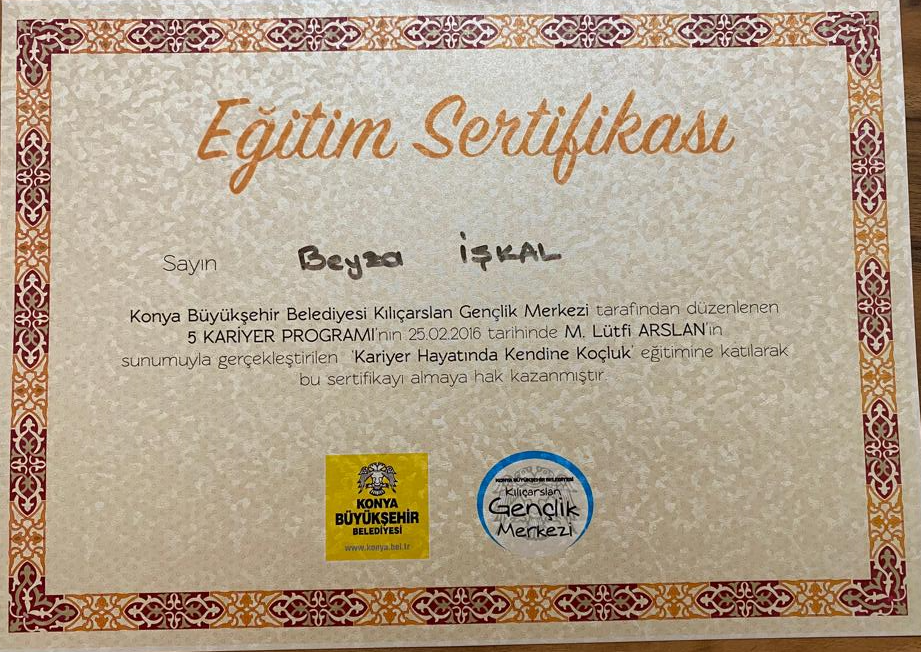 Eğitim Sertifikası
Sayın Beyza İŞKAL
Konya Büyükşehir Belediyesi Kılıçarslan Gençlik Merkezi tarafından düzenlenen
5 KARİYER PROGRAMI'nın 25.02.2016 tarihinde M. Lütfi ARSLAN'ın
sunumuyla gerçekleştirilen 'Kariyer Hayatında Kendine Koçluk' eğitimine katılarak
bu sertifikayı almaya hak kazanmıştır.
KONYA
BÜYÜKŞEHİR
BELEDİYESİ
www.konya.bel.tr
KONYA BÜYÜKŞEHİR BELEDİYESİ
Kılıçarslan
Gençlik
Merkezi